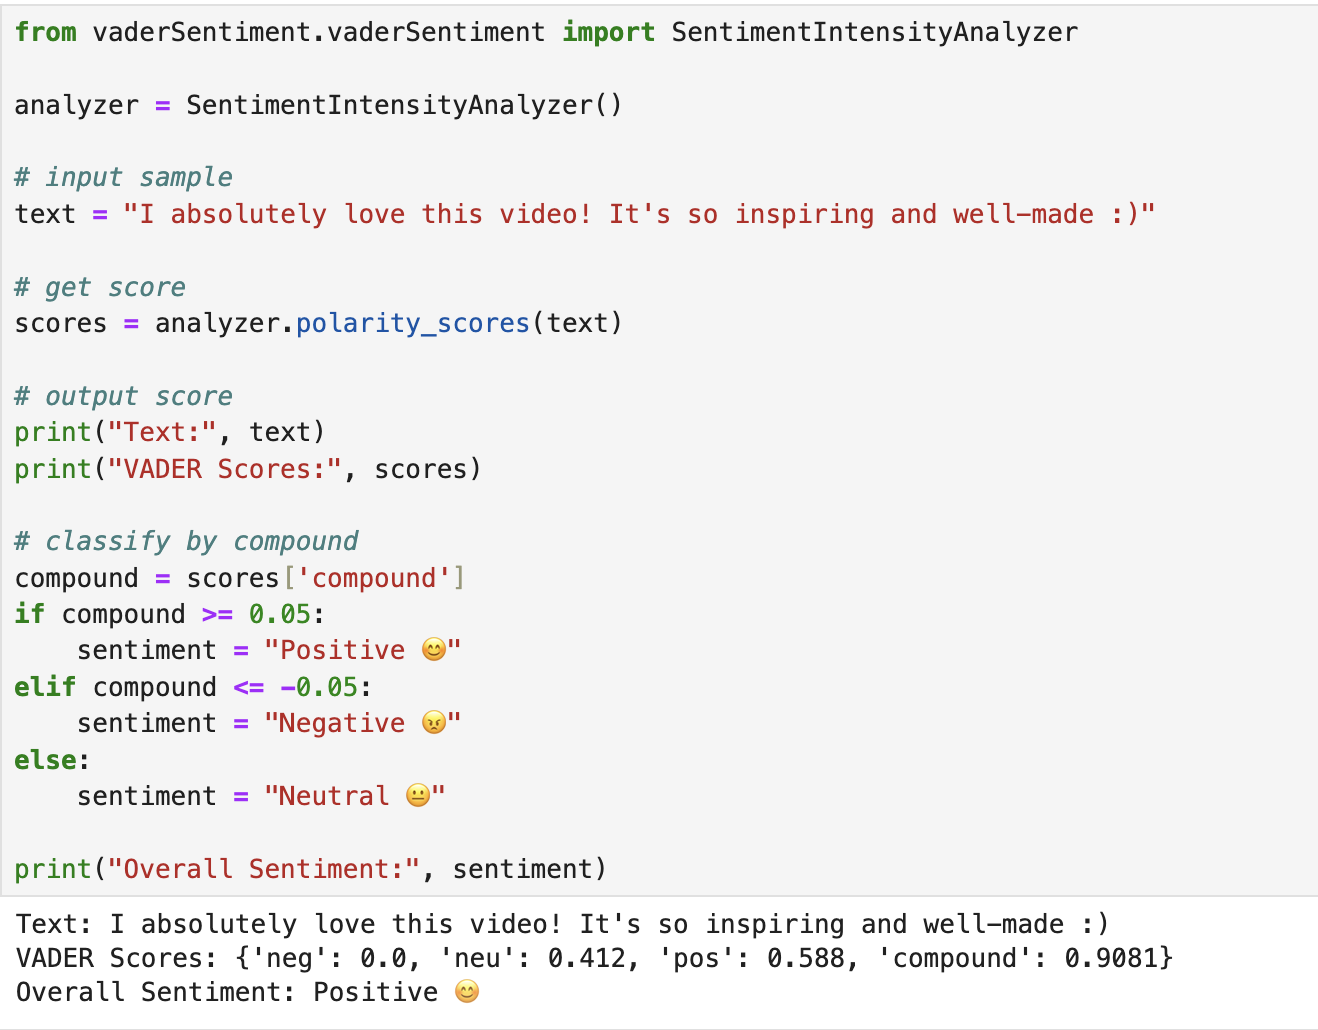 from vaderSentiment.vaderSentiment import SentimentIntensityAnalyzer
analyzer = SentimentIntensityAnalyzer()
# input sample
text = "I absolutely love this video! It's so inspiring and well-made :)"
# get score
scores = analyzer.polarity_scores(text)
# output score
print("Text:", text)
print("VADER Scores:", scores)
# classify by compound
compound = scores['compound']
if compound >= 0.05:
    sentiment = "Positive 😊"
elif compound <= -0.05:
    sentiment = "Negative 😠"
else:
    sentiment = "Neutral 😐"
print("Overall Sentiment:", sentiment)
Text: I absolutely love this video! It's so inspiring and well-made :)
VADER Scores: {'neg': 0.0, 'neu': 0.412, 'pos': 0.588, 'compound': 0.9081}
Overall Sentiment: Positive 😊